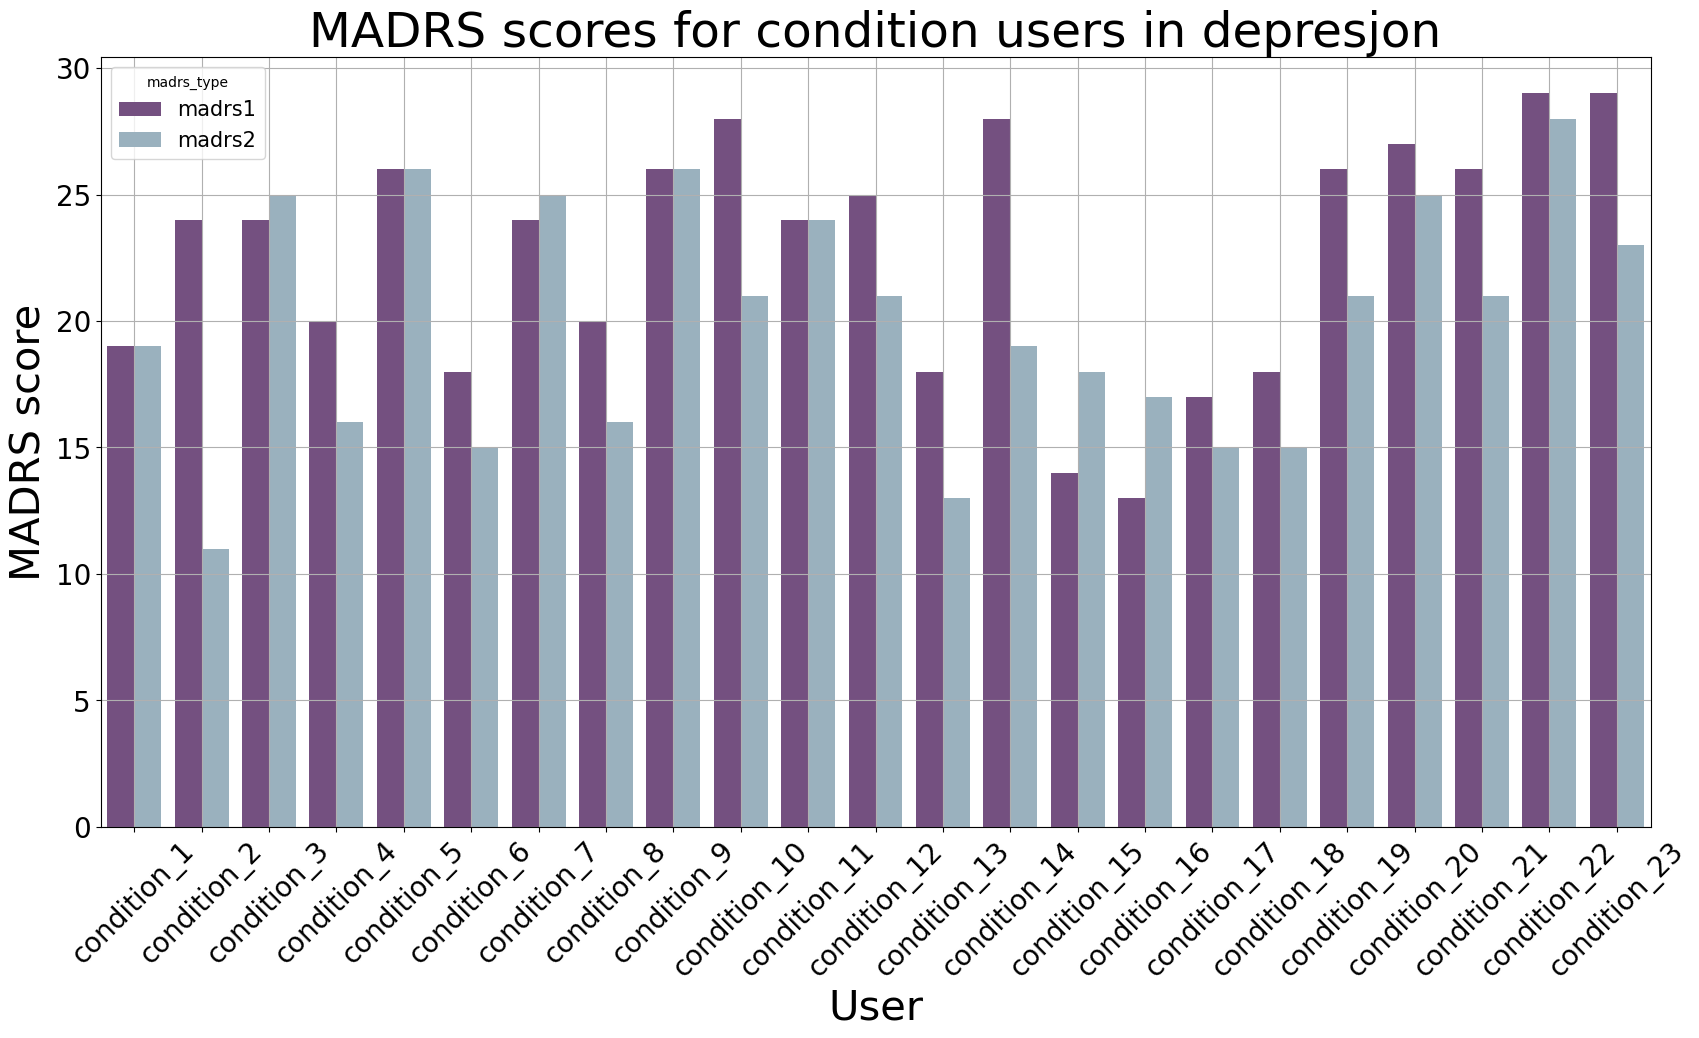 MADRS scores for condition users in depresjon
madrs_type
madrs1
madrs2
MADRS score
30
25
20
15
10
5
0
condition_1
condition_2
condition_3
condition_4
condition_5
condition_6
condition_7
condition_8
condition_9
condition_10
condition_11
condition_12
condition_13
condition_14
condition_15
condition_16
condition_17
condition_18
condition_19
condition_20
condition_21
condition_22
condition_23
User